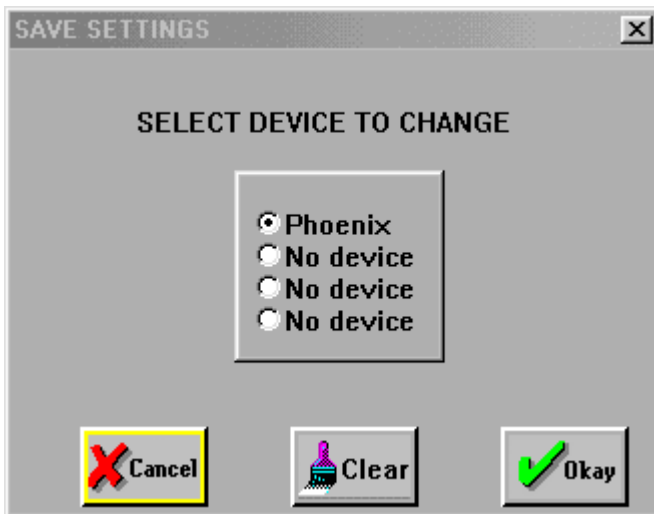 SAVE SETTINGS
SELECT DEVICE TO CHANGE
Phoenix
No device
No device
No device
Cancel
Clear
Okay